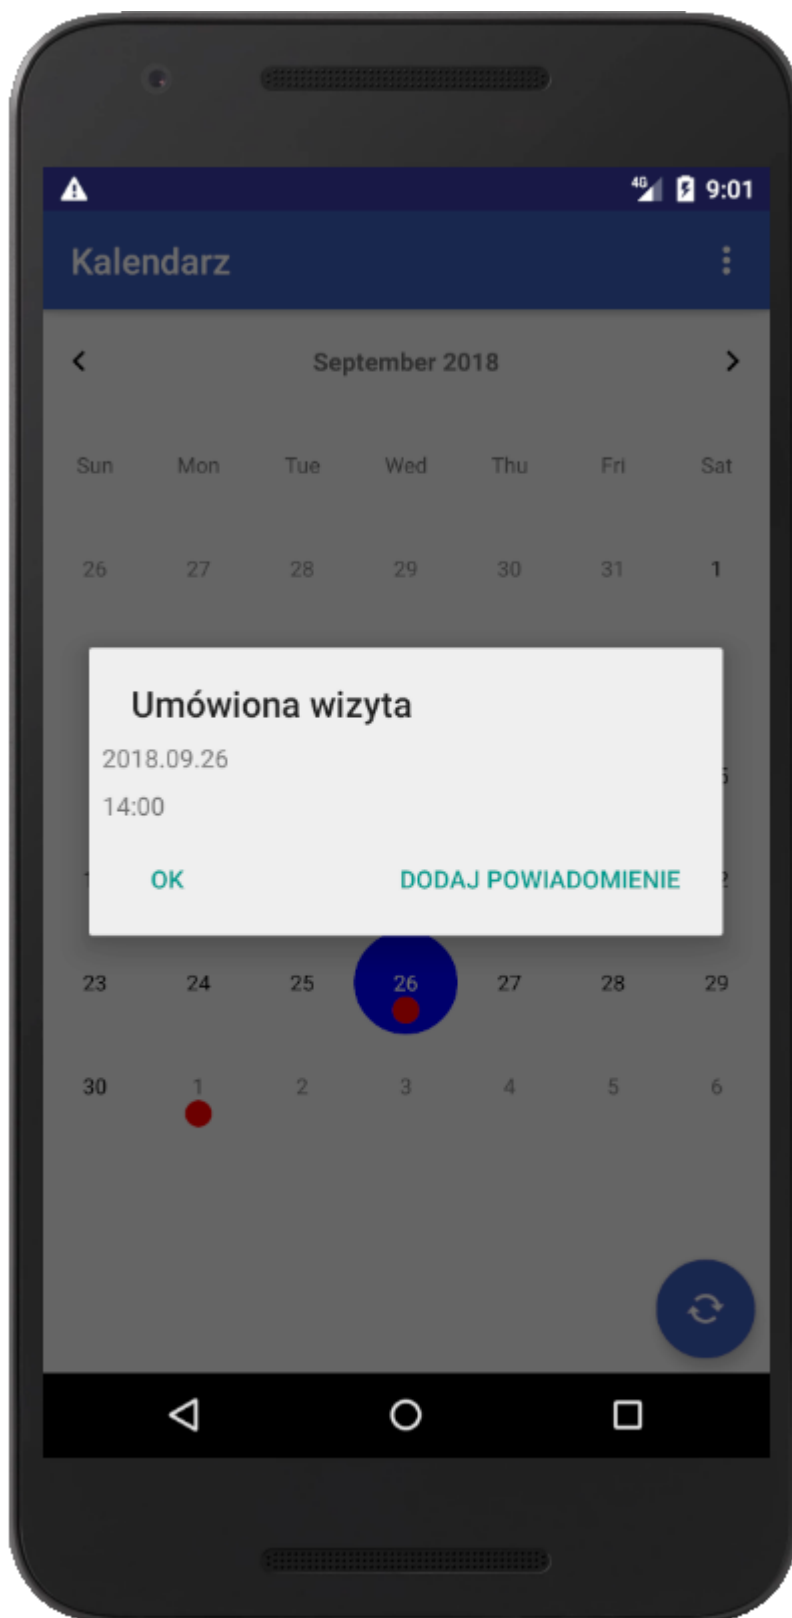 4G 9:01
Kalendarz
September 2018
Sun Mon Tue Wed Thu Fri Sat
26 27 28 29 30 31 1
Umówiona wizyta
2018.09.26
14:00
OK DODAJ POWIADOMIENIE
23 24 25 26 27 28 29
30 1 2 3 4 5 6